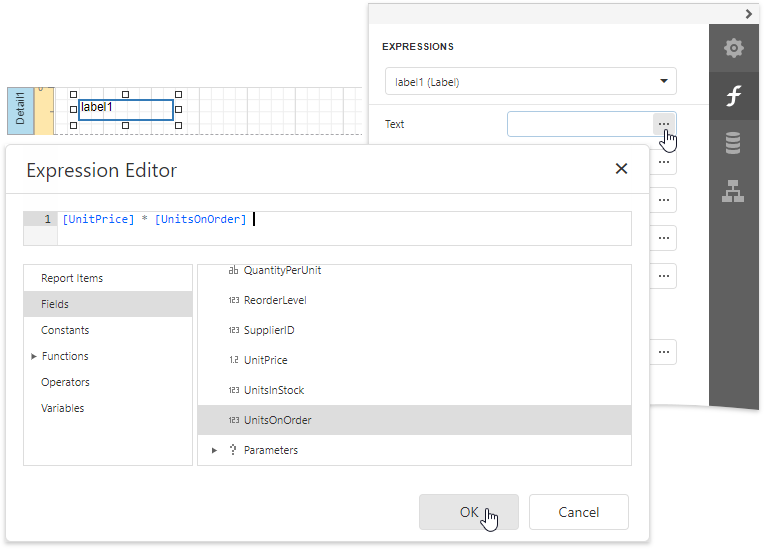 EXPRESSIONS
label1 (Label)
Text
...
Detail1
0
label1
...
...
...
...
...
Expression Editor
1 [UnitPrice] * [UnitsOnOrder]
Report Items
Fields
Constants
Functions
Operators
Variables
ab QuantityPerUnit
123 ReorderLevel
123 SupplierID
1.2 UnitPrice
123 UnitsInStock
123 UnitsOnOrder
? Parameters
OK
Cancel